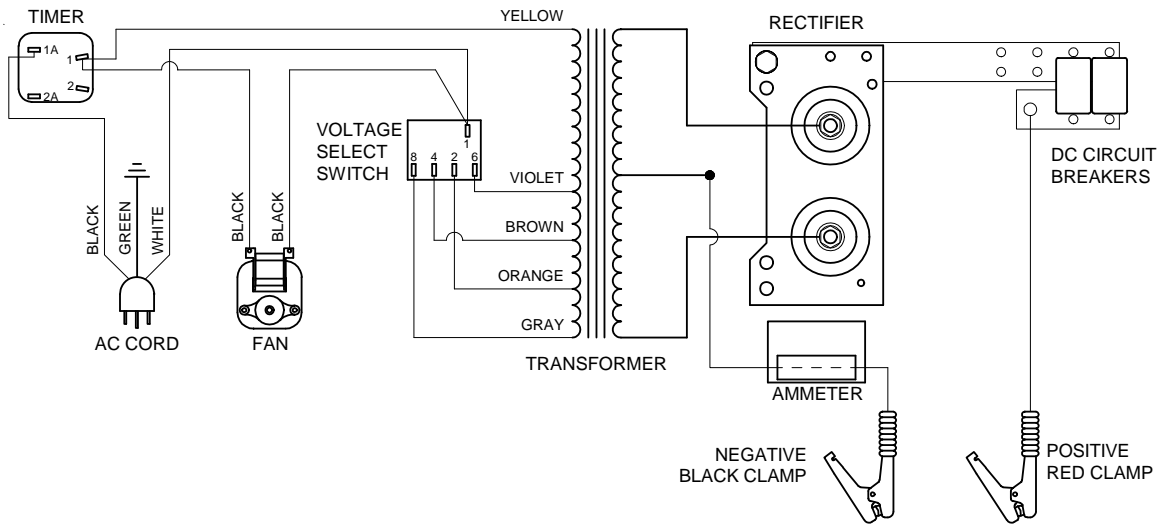 TIMER
1A
1
2
2A
YELLOW
RECTIFIER
VOLTAGE
SELECT
SWITCH
1
8 4 2 6
VIOLET
BROWN
ORANGE
GRAY
DC CIRCUIT
BREAKERS
BLACK
GREEN
WHITE
BLACK
BLACK
AC CORD
FAN
TRANSFORMER
AMMETER
NEGATIVE
BLACK CLAMP
POSITIVE
RED CLAMP